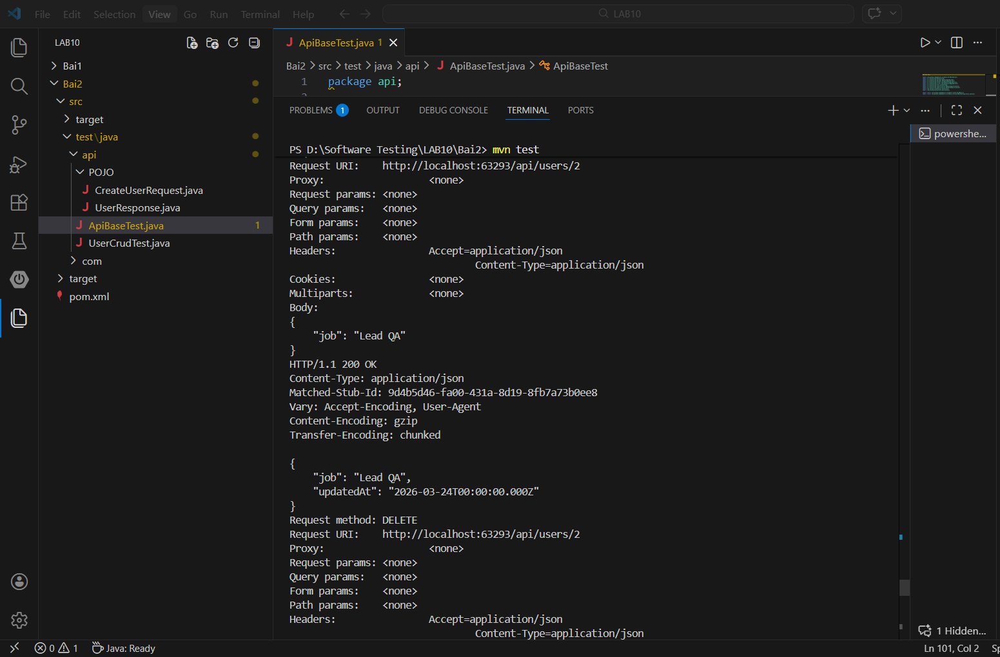 File Edit Selection View Go Run Terminal Help LAB10
LAB10
Bai1
Bai2
src
target
test\java
api
POJO
CreateUserRequest.java
UserResponse.java
ApiBaseTest.java 1
UserCrudTest.java
com
target
pom.xml
ApiBaseTest.java 1
Bai2 > src > test > java > api > ApiBaseTest.java > ApiBaseTest
1 package api;
PROBLEMS 1 OUTPUT DEBUG CONSOLE TERMINAL PORTS
powershe...
PS D:\Software Testing\LAB10\Bai2> mvn test
Request URI: http://localhost:63293/api/users/2
Proxy: <none>
Request params: <none>
Query params: <none>
Form params: <none>
Path params: <none>
Headers: Accept=application/json
Content-Type=application/json
Cookies: <none>
Multiparts: <none>
Body:
{
"job": "Lead QA"
}
HTTP/1.1 200 OK
Content-Type: application/json
Matched-Stub-Id: 9d4b5d46-fa00-431a-8d19-8fb7a73b0ee8
Vary: Accept-Encoding, User-Agent
Content-Encoding: gzip
Transfer-Encoding: chunked
{
"job": "Lead QA",
"updatedAt": "2026-03-24T00:00:00.000Z"
}
Request method: DELETE
Request URI: http://localhost:63293/api/users/2
Proxy: <none>
Request params: <none>
Query params: <none>
Form params: <none>
Path params: <none>
Headers: Accept=application/json
Content-Type=application/json
1 Hidden...
0 1 Java: Ready
Ln 101, Col 2 Sp